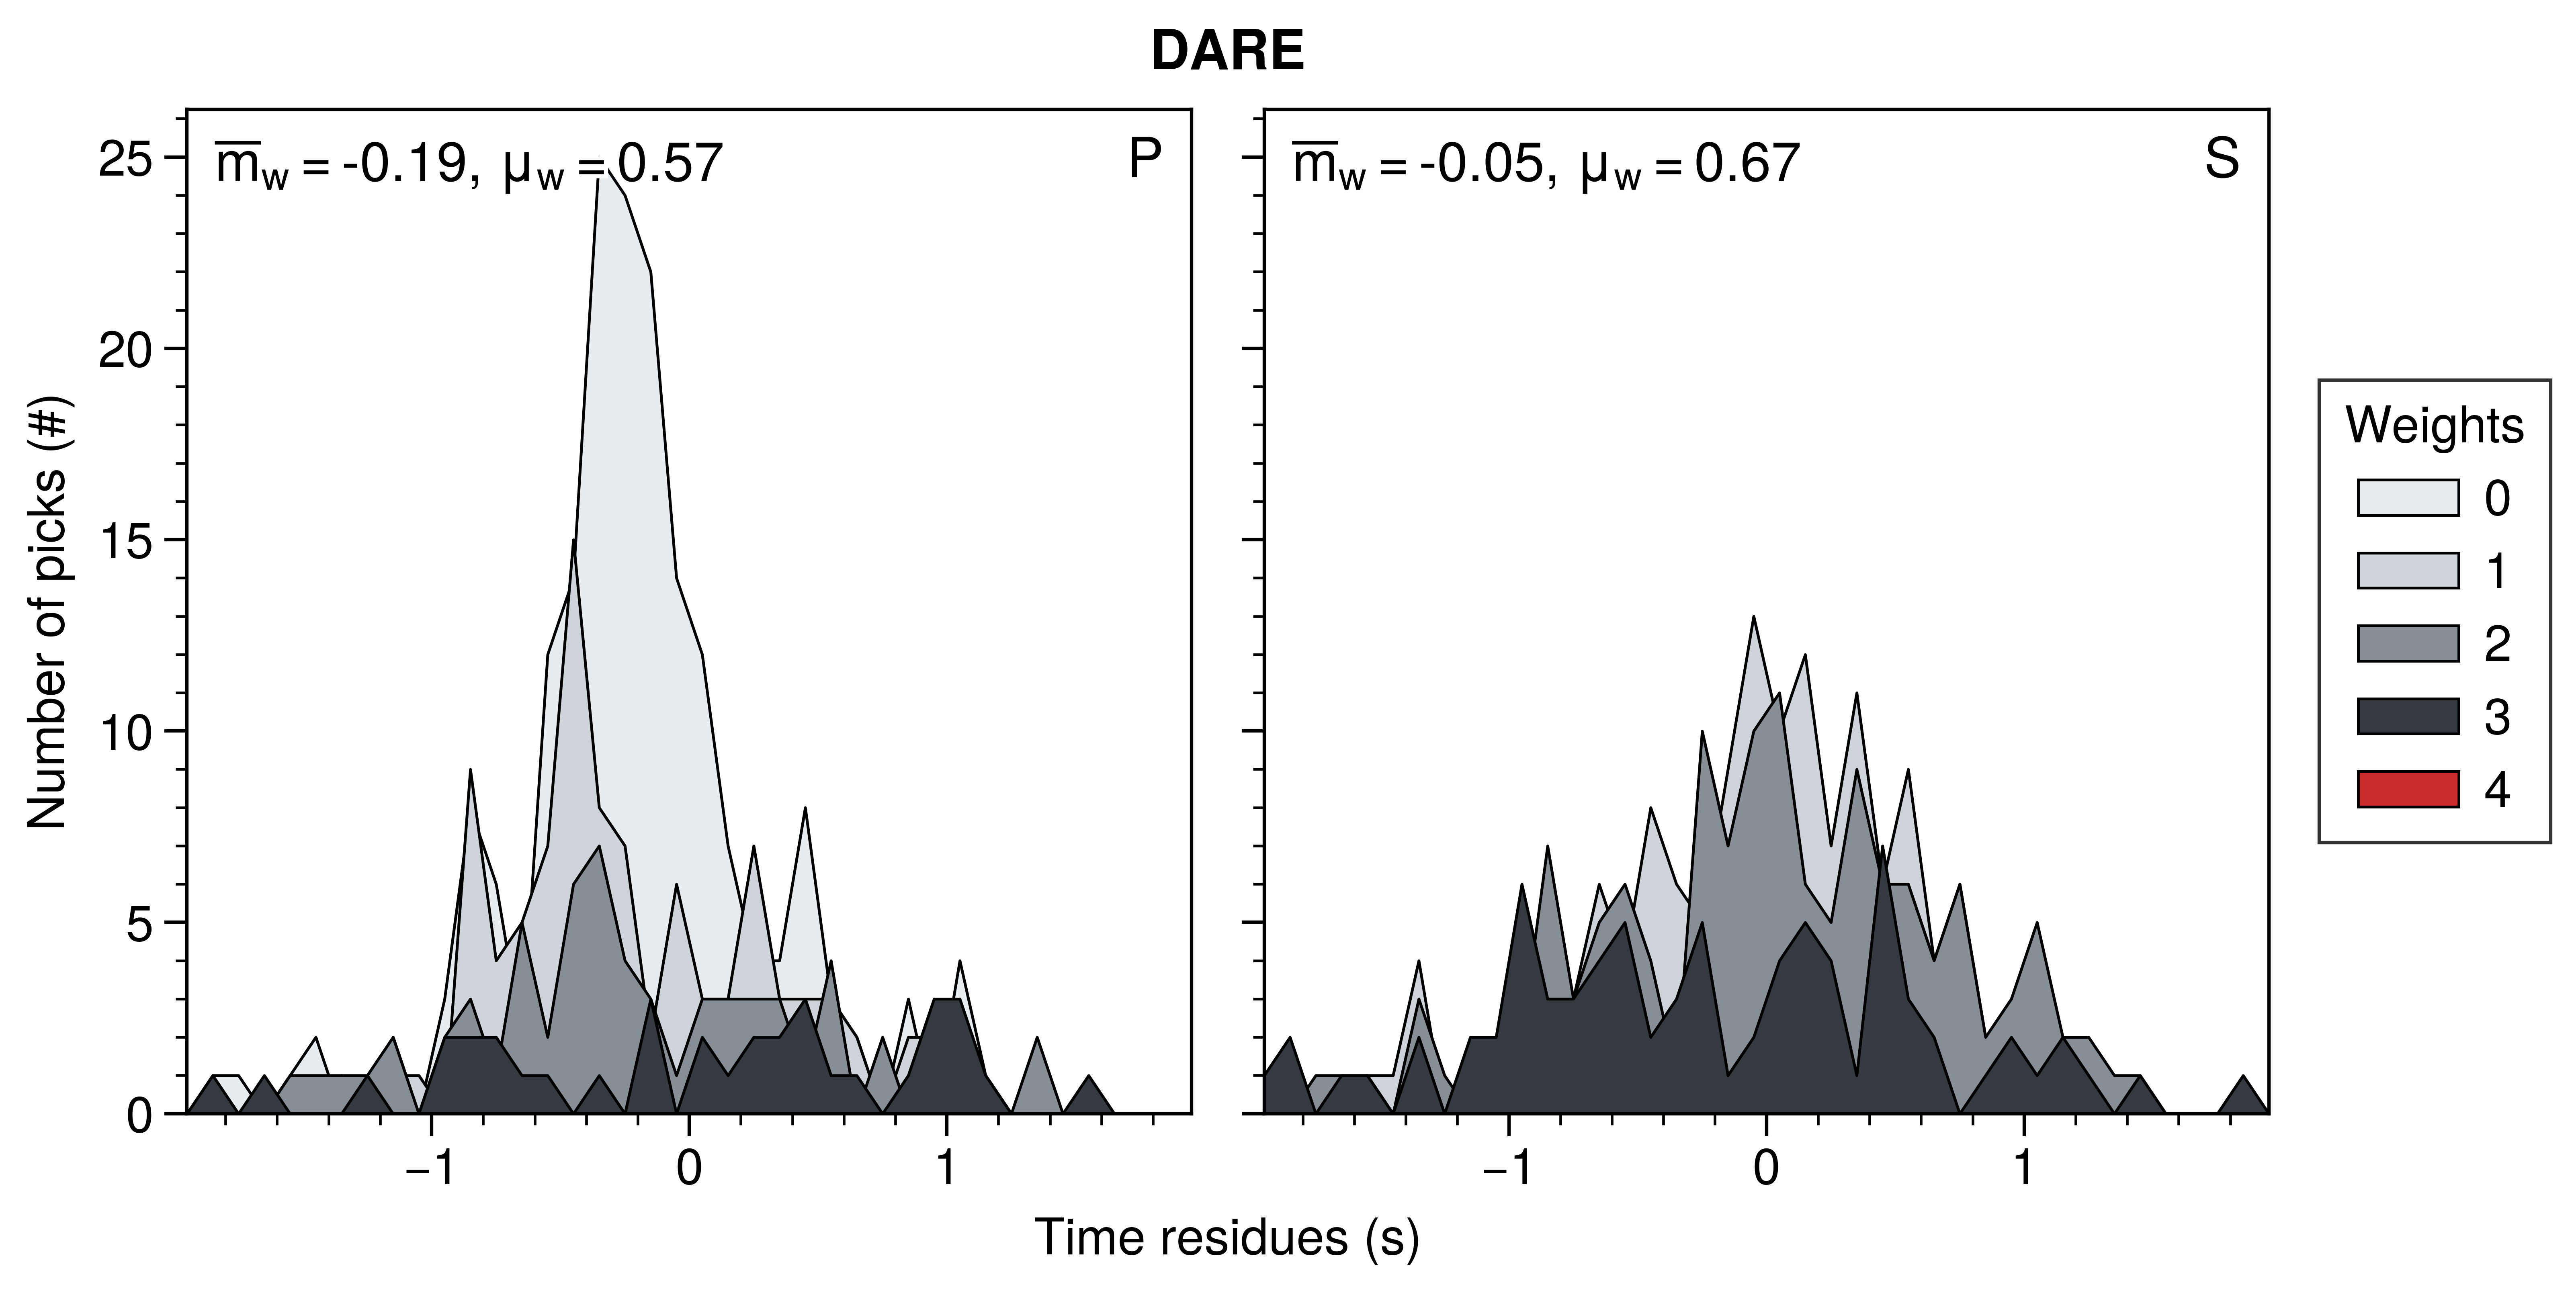 DARE
m̅w = -0.19, µw = 0.57
P
m̅w = -0.05, µw = 0.67
S
Number of picks (#)
25
20
15
10
5
0
−1 0 1
−1 0 1
Time residues (s)
Weights
0
1
2
3
4